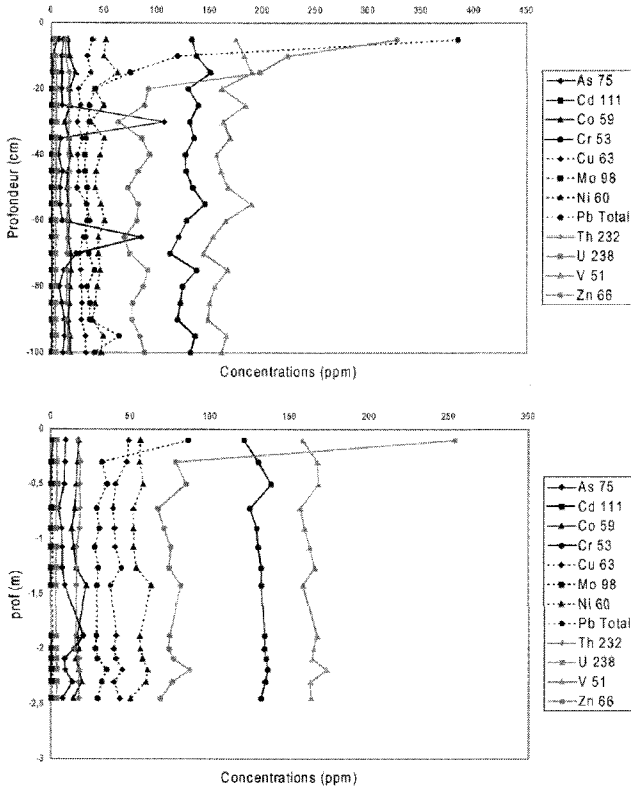 0 50 100 150 200 250 300 350 400 450
0
-20
-40
-60
-80
-100
Profondeur (cm)
Concentrations (ppm)
As 75
Cd 111
Co 59
Cr 53
Cu 63
Mo 98
Ni 60
Pb Total
Th 232
U 238
V 51
Zn 66
0 50 100 150 200 250 300
0
-0,5
-1
-1,5
-2
-2,5
-3
prof (m)
Concentrations (ppm)
As 75
Cd 111
Co 59
Cr 53
Cu 63
Mo 98
Ni 60
Pb Total
Th 232
U 238
V 51
Zn 66